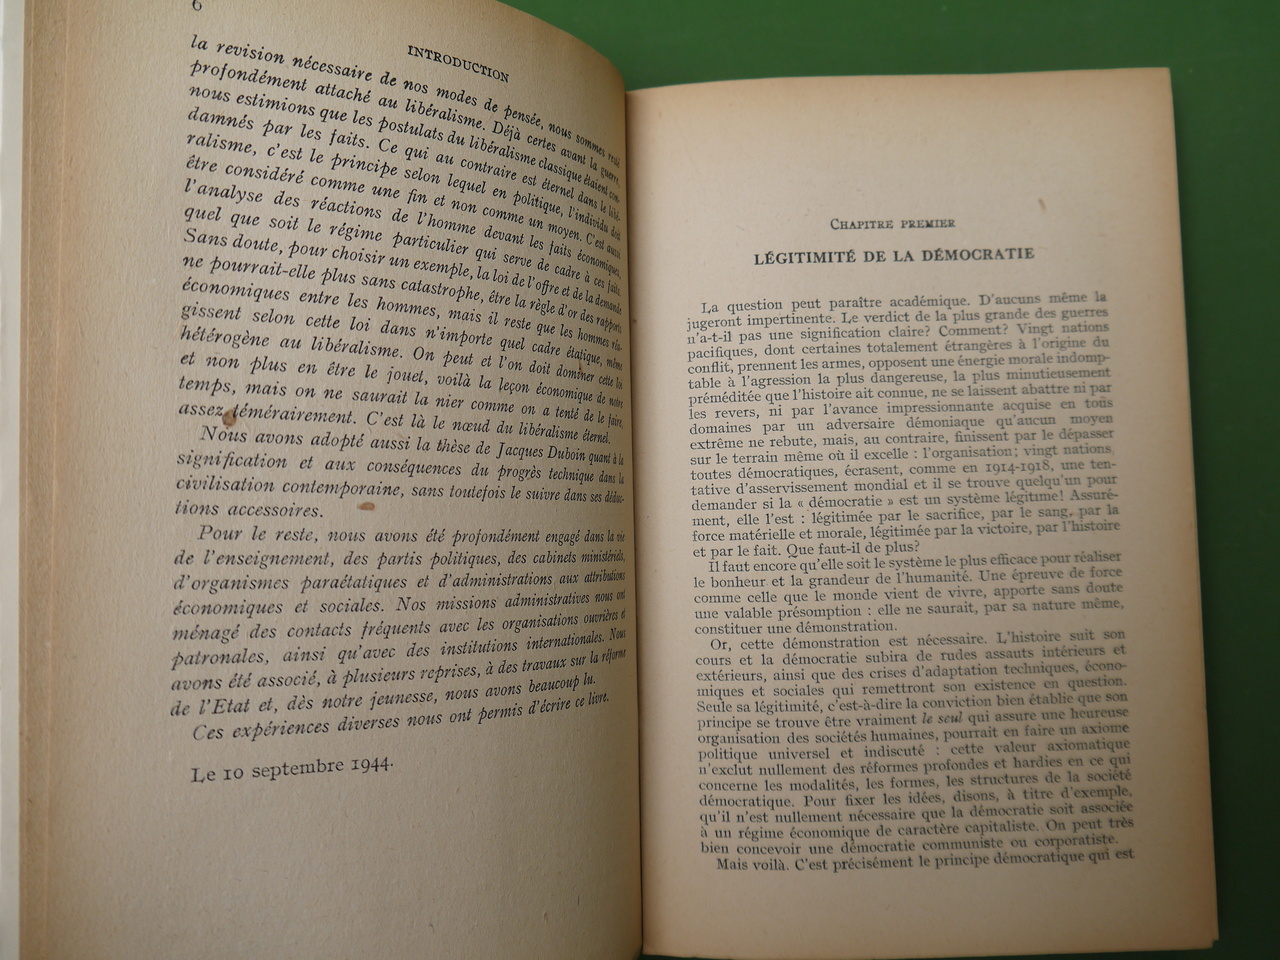 6
INTRODUCTION
la revision nécessaire de nos modes de pensée, nous sommes resté
profondément attaché au libéralisme. Déjà certes avant la guerre,
nous estimions que les postulats du libéralisme classique étaient con-
damnés par les faits. Ce qui au contraire est éternel dans le libé-
ralisme, c'est le principe selon lequel en politique, l'individu doit
être considéré comme une fin et non comme un moyen. C'est aussi
l'analyse des réactions de l'homme devant les faits économiques,
quel que soit le régime particulier qui serve de cadre à ces faits.
Sans doute, pour choisir un exemple, la loi de l'offre et de la demande
ne pourrait-elle plus sans catastrophe, être la règle d'or des rapports
économiques entre les hommes, mais il reste que les hommes réa-
gissent selon cette loi dans n'importe quel cadre étatique, même
hétérogène au libéralisme. On peut et l'on doit dominer cette loi
et non plus en être le jouet, voilà la leçon économique de notre
temps, mais on ne saurait la nier comme on a tenté de le faire,
assez témérairement. C'est là le nœud du libéralisme éternel.
Nous avons adopté aussi la thèse de Jacques Duboin quant à la
signification et aux conséquences du progrès technique dans la
civilisation contemporaine, sans toutefois le suivre dans ses déduc-
tions accessoires.
Pour le reste, nous avons été profondément engagé dans la vie
de l'enseignement, des partis politiques, des cabinets ministériels,
d'organismes paraétatiques et d'administrations aux attributions
économiques et sociales. Nos missions administratives nous ont
ménagé des contacts fréquents avec les organisations ouvrières et
patronales, ainsi qu'avec des institutions internationales. Nous
avons été associé, à plusieurs reprises, à des travaux sur la réforme
de l'Etat et, dès notre jeunesse, nous avons beaucoup lu.
Ces expériences diverses nous ont permis d'écrire ce livre.
Le 10 septembre 1944.
CHAPITRE PREMIER
LÉGITIMITÉ DE LA DÉMOCRATIE
La question peut paraître académique. D'aucuns même la
jugeront impertinente. Le verdict de la plus grande des guerres
n'a-t-il pas une signification claire? Comment? Vingt nations
pacifiques, dont certaines totalement étrangères à l'origine du
conflit, prennent les armes, opposent une énergie morale indomp-
table à l'agression la plus dangereuse, la plus minutieusement
préméditée que l'histoire ait connue, ne se laissent abattre ni par
les revers, ni par l'avance impressionnante acquise en tous
domaines par un adversaire démoniaque qu'aucun moyen
extrême ne rebute, mais, au contraire, finissent par le dépasser
sur le terrain même où il excelle : l'organisation; vingt nations,
toutes démocratiques, écrasent, comme en 1914-1918, une ten-
tative d'asservissement mondial et il se trouve quelqu'un pour
demander si la « démocratie » est un système légitime! Assuré-
ment, elle l'est : légitimée par le sacrifice, par le sang, par la
force matérielle et morale, légitimée par la victoire, par l'histoire
et par le fait. Que faut-il de plus?
Il faut encore qu'elle soit le système le plus efficace pour réaliser
le bonheur et la grandeur de l'humanité. Une épreuve de force
comme celle que le monde vient de vivre, apporte sans doute
une valable présomption : elle ne saurait, par sa nature même,
constituer une démonstration.
Or, cette démonstration est nécessaire. L'histoire suit son
cours et la démocratie subira de rudes assauts intérieurs et
extérieurs, ainsi que des crises d'adaptation techniques, écono-
miques et sociales qui remettront son existence en question.
Seule sa légitimité, c'est-à-dire la conviction bien établie que son
principe se trouve être vraiment le seul qui assure une heureuse
organisation des sociétés humaines, pourrait en faire un axiome
politique universel et indiscuté : cette valeur axiomatique
n'exclut nullement des réformes profondes et hardies en ce qui
concerne les modalités, les formes, les structures de la société
démocratique. Pour fixer les idées, disons, à titre d'exemple,
qu'il n'est nullement nécessaire que la démocratie soit associée
à un régime économique de caractère capitaliste. On peut très
bien concevoir une démocratie communiste ou corporatiste.
Mais voilà. C'est précisément le principe démocratique qui est